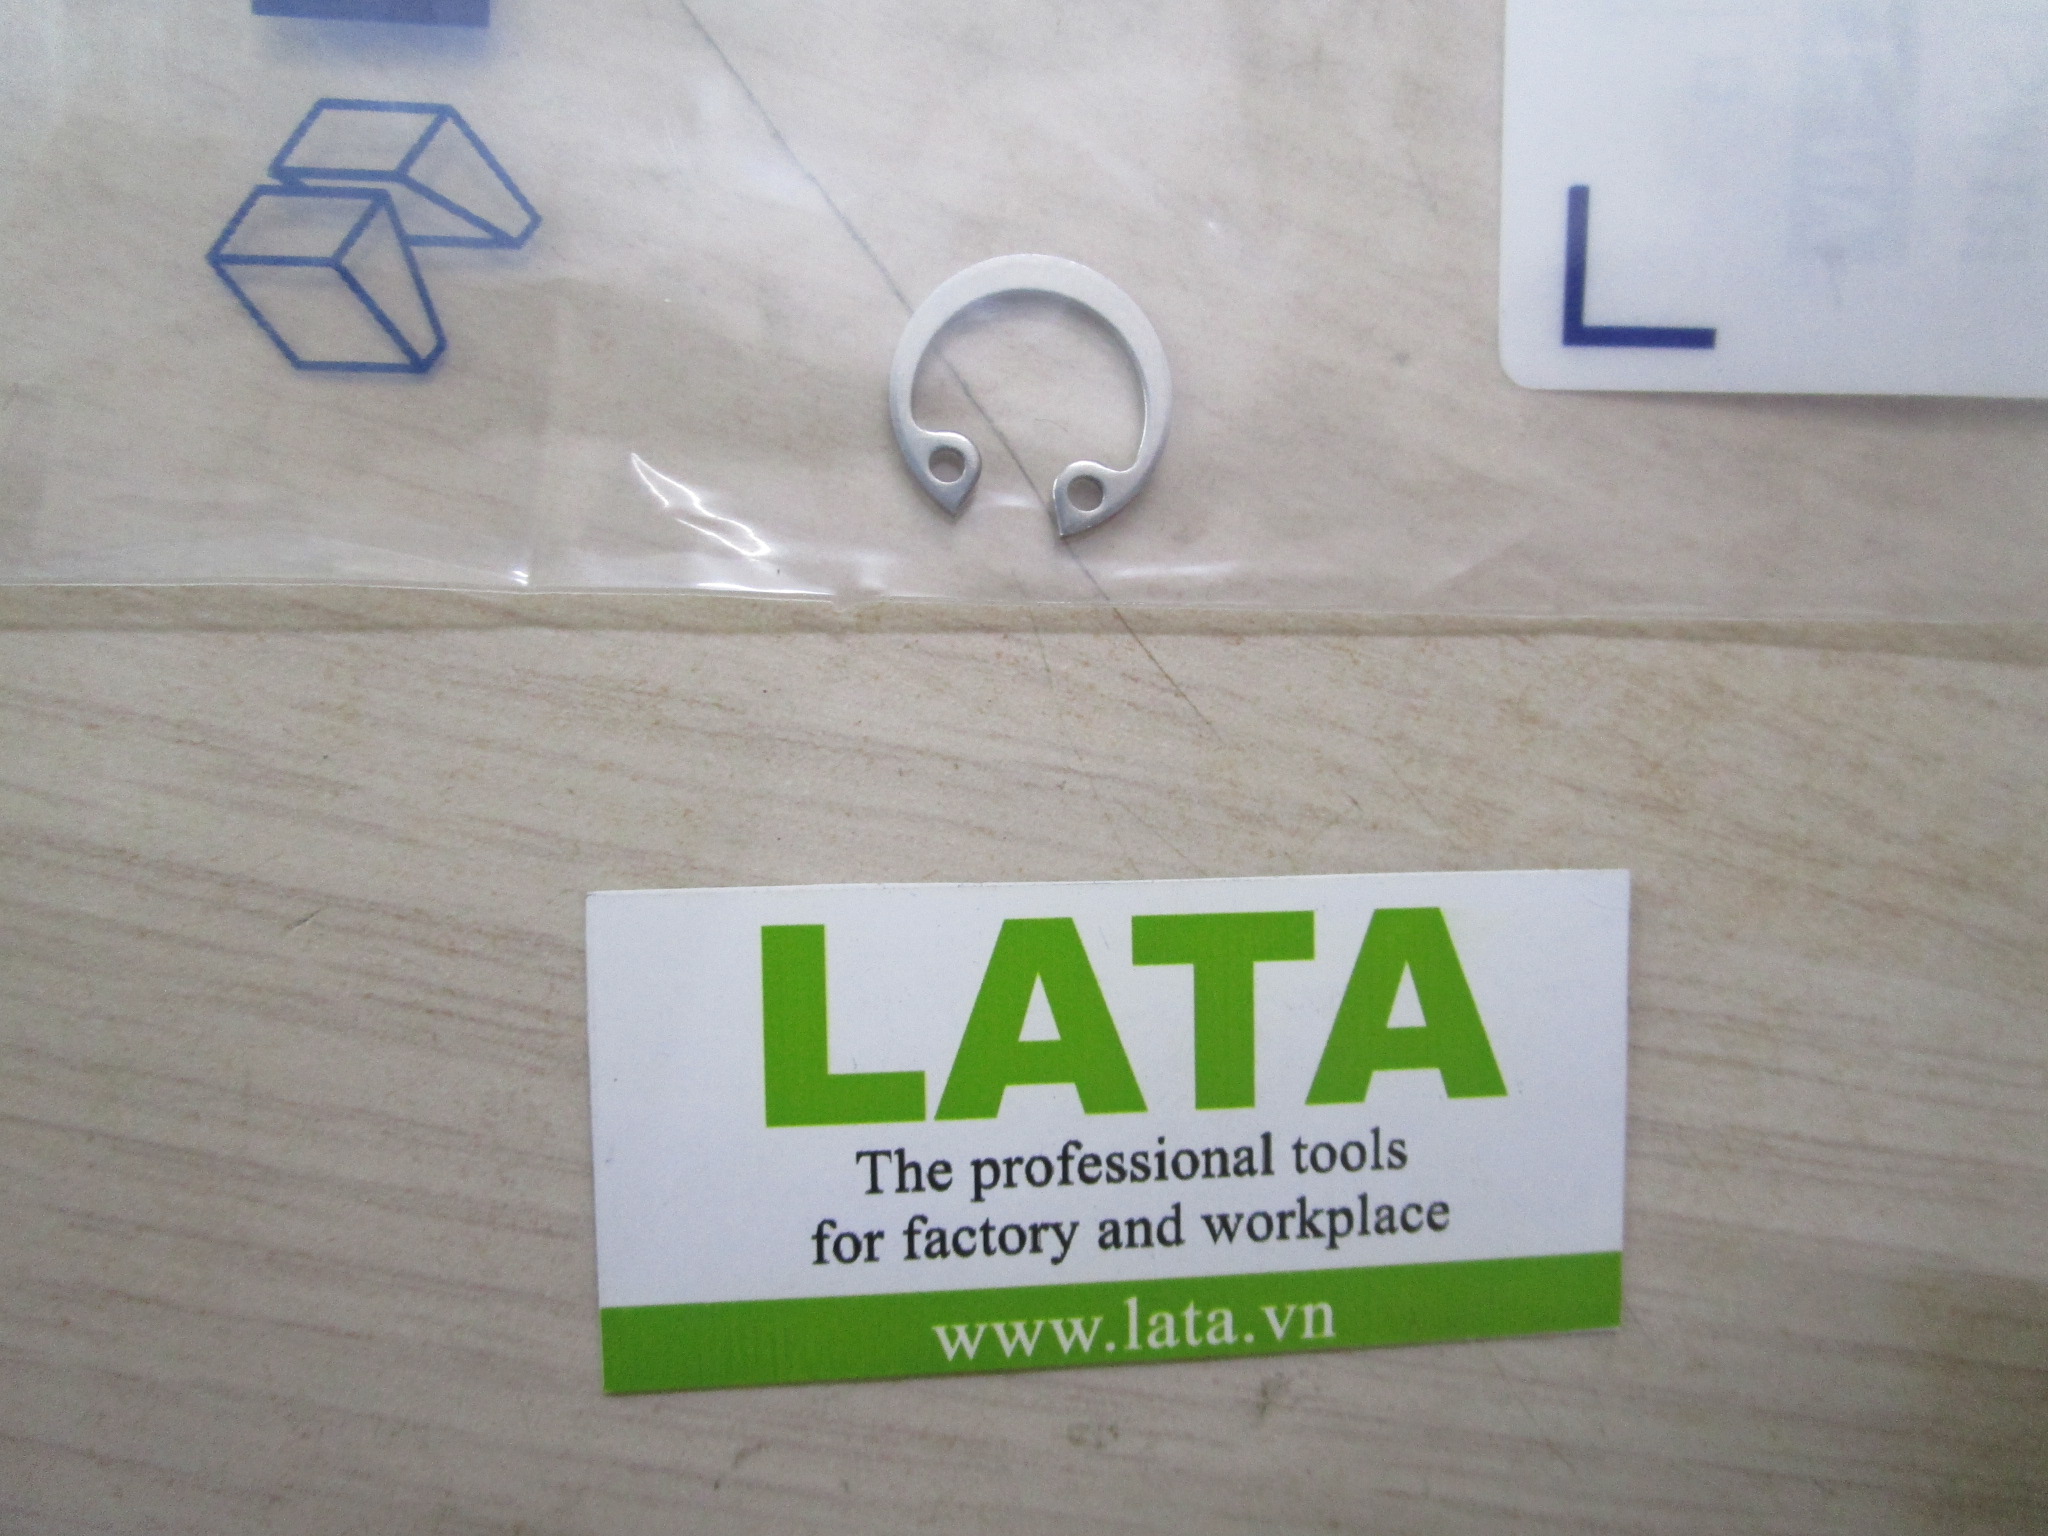 L
LATA
The professional tools
for factory and workplace
www.lata.vn